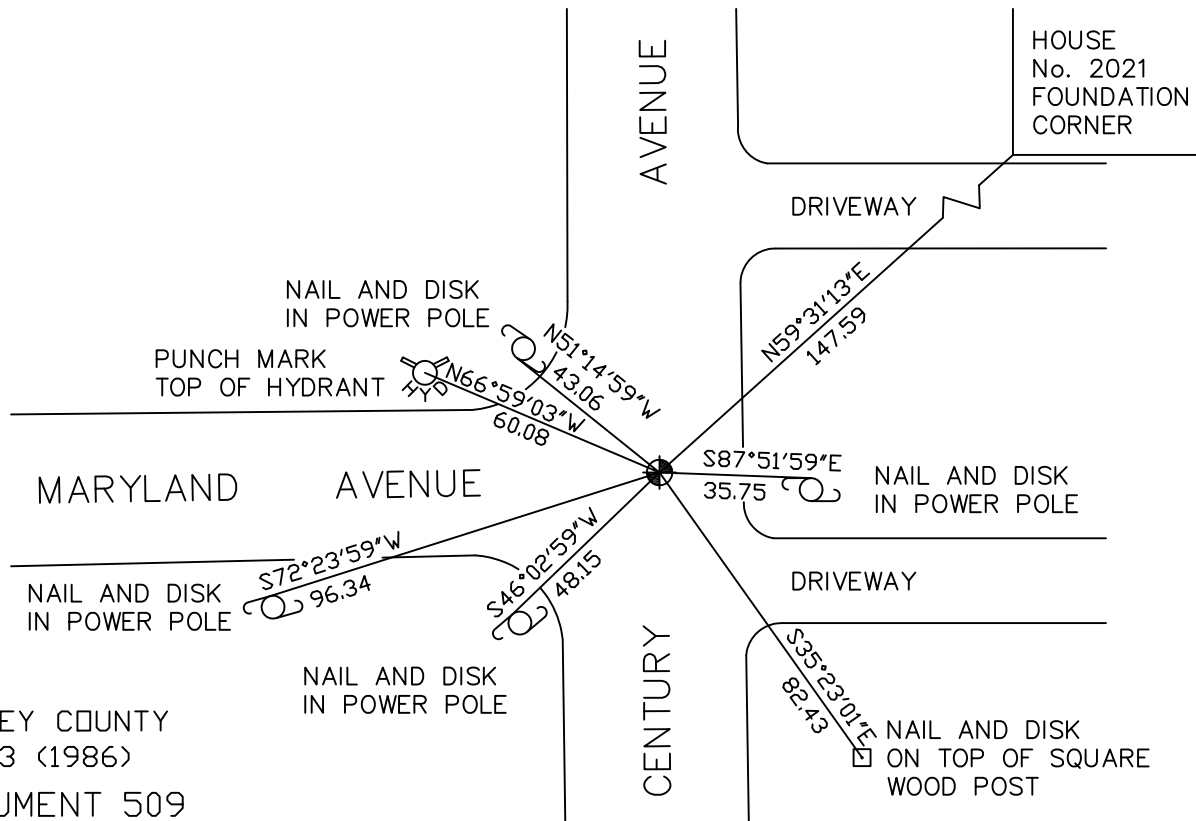 HOUSE
No. 2021
FOUNDATION
CORNER
AVENUE
DRIVEWAY
N59°31'13"E
147.59
NAIL AND DISK
IN POWER POLE
N51°14'59"W
43.06
PUNCH MARK
TOP OF HYDRANT
HYD
N66°59'03"W
60.08
MARYLAND AVENUE
S87°51'59"E
35.75
NAIL AND DISK
IN POWER POLE
S72°23'59"W
96.34
NAIL AND DISK
IN POWER POLE
S46°02'59"W
48.15
NAIL AND DISK
IN POWER POLE
DRIVEWAY
CENTURY
S35°23'01"E
82.43
NAIL AND DISK
ON TOP OF SQUARE
WOOD POST
EY COUNTY
3 (1986)
UMENT 509